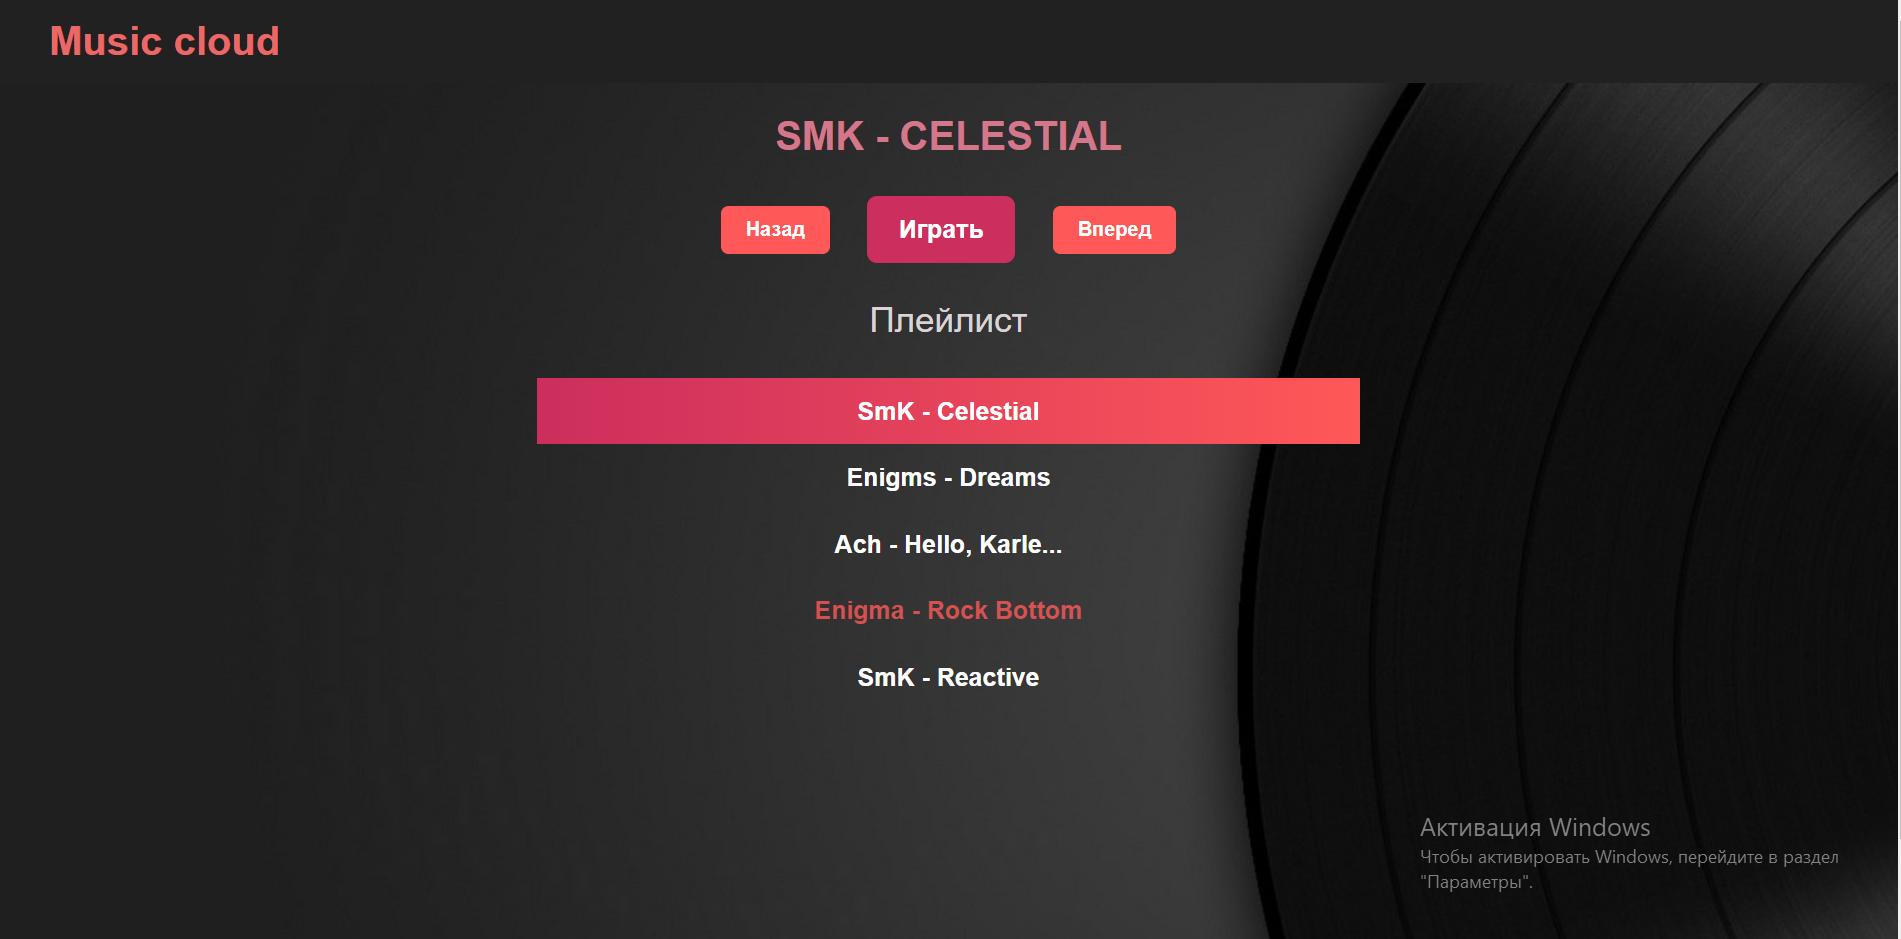 Music cloud
SMK - CELESTIAL
Назад
Играть
Вперед
Плейлист
SmK - Celestial
Enigms - Dreams
Ach - Hello, Karle...
Enigma - Rock Bottom
SmK - Reactive
Активация Windows
Чтобы активировать Windows, перейдите в раздел
"Параметры".